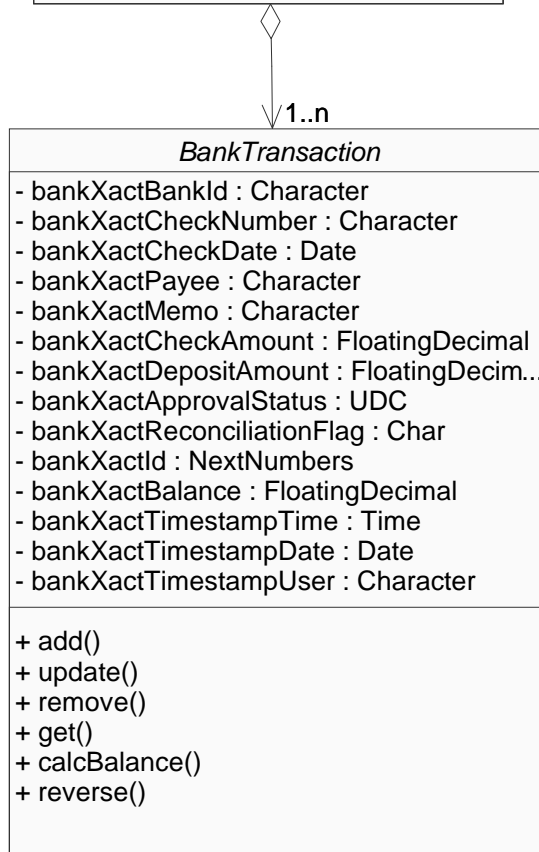 1..n
BankTransaction
- bankXactBankId : Character
- bankXactCheckNumber : Character
- bankXactCheckDate : Date
- bankXactPayee : Character
- bankXactMemo : Character
- bankXactCheckAmount : FloatingDecimal
- bankXactDepositAmount : FloatingDecim...
- bankXactApprovalStatus : UDC
- bankXactReconciliationFlag : Char
- bankXactId : NextNumbers
- bankXactBalance : FloatingDecimal
- bankXactTimestampTime : Time
- bankXactTimestampDate : Date
- bankXactTimestampUser : Character
+ add()
+ update()
+ remove()
+ get()
+ calcBalance()
+ reverse()